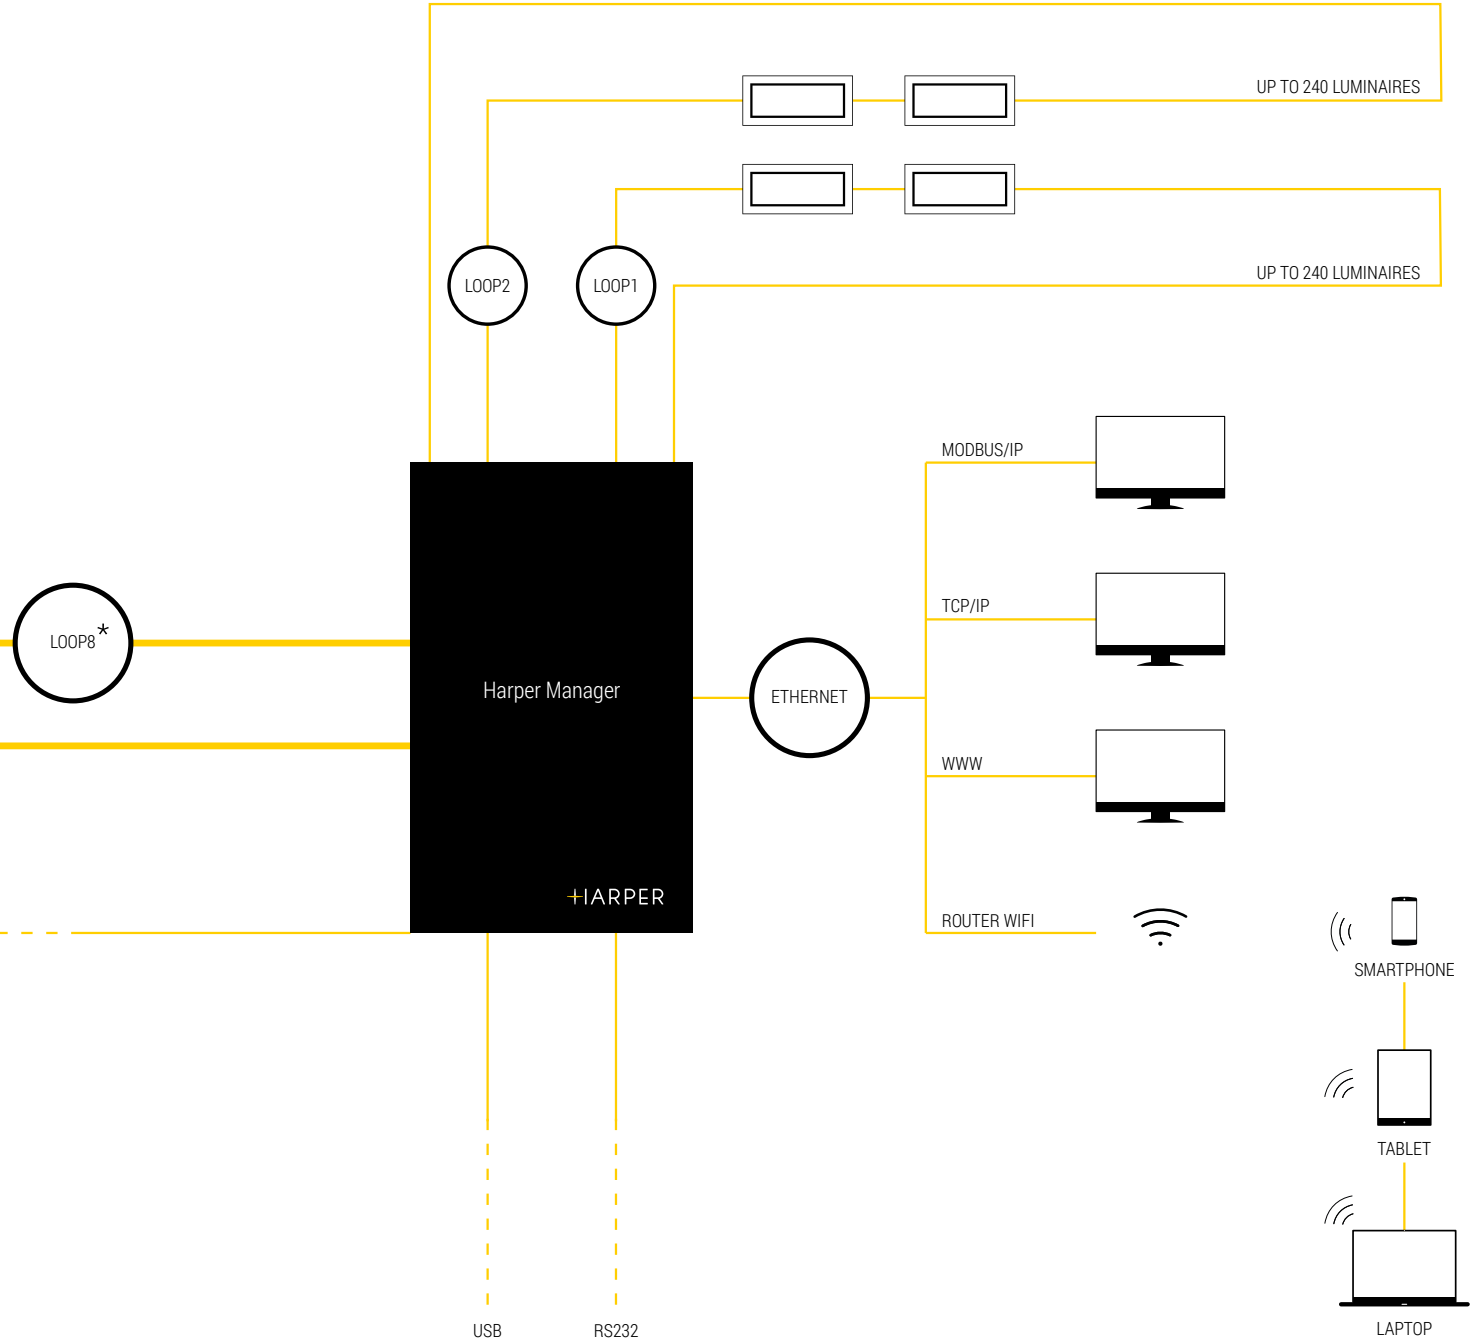 UP TO 240 LUMINAIRES
LOOP2
LOOP1
UP TO 240 LUMINAIRES
MODBUS/IP
TCP/IP
LOOP8*
Harper Manager
ETHERNET
WWW
HARPER
ROUTER WIFI
SMARTPHONE
TABLET
USB
RS232
LAPTOP